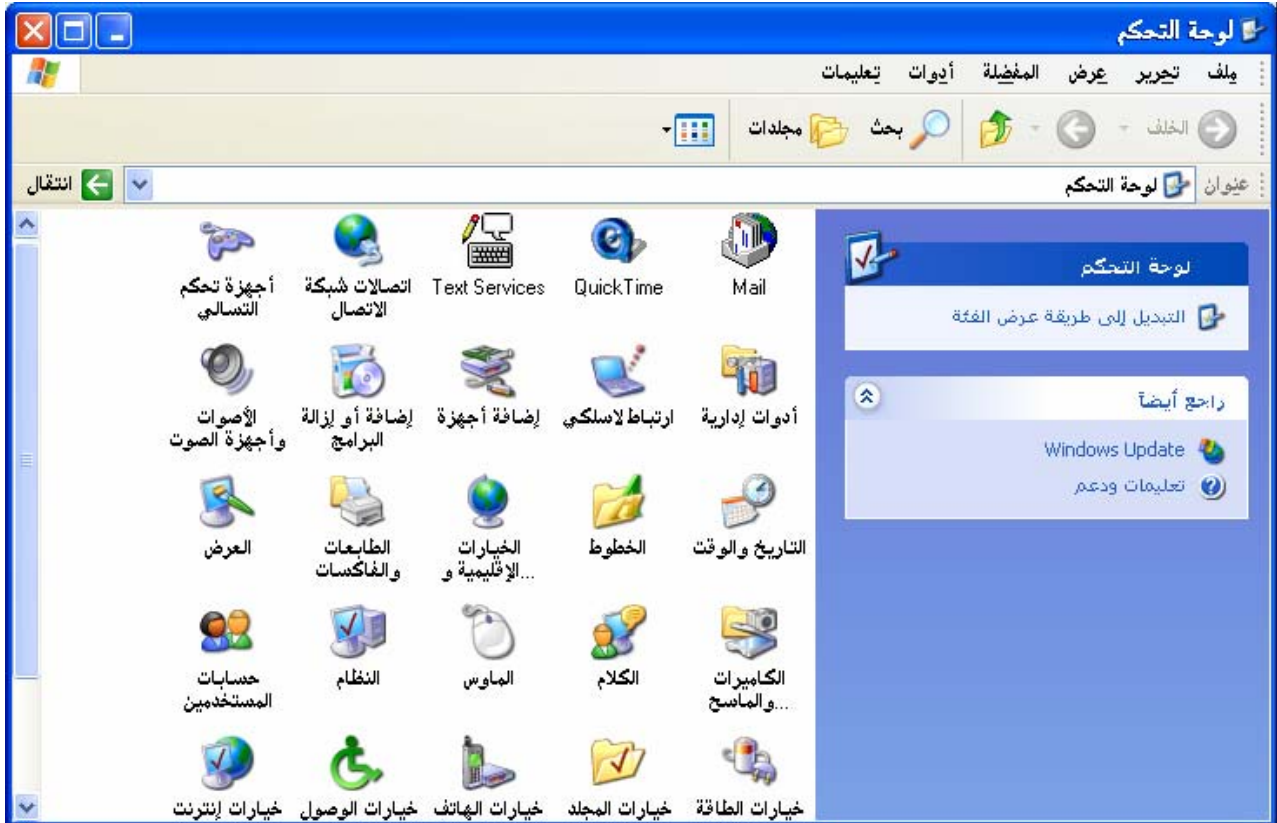 لوحة التحكم
ملف تحرير عرض المفضلة أدوات تعليمات
الخلف بحث مجلدات
عنوان لوحة التحكم انتقال
لوحة التحكم
التبديل إلى طريقة عرض الفئة
راجع أيضاً
Windows Update
تعليمات ودعم
Mail
QuickTime
Text Services
اتصالات شبكة
الاتصال
أجهزة تحكم
التسالي
أدوات إدارية
ارتباط لاسلكي
إضافة أجهزة
إضافة أو إزالة
البرامج
الأصوات
وأجهزة الصوت
التاريخ والوقت
الخطوط
الخيارات
الإقليمية و...
الطابعات
والفاكسات
العرض
الكاميرات
والماسح...
الكلام
الماوس
النظام
حسابات
المستخدمين
خيارات الطاقة
خيارات المجلد
خيارات الهاتف
خيارات الوصول
خيارات إنترنت